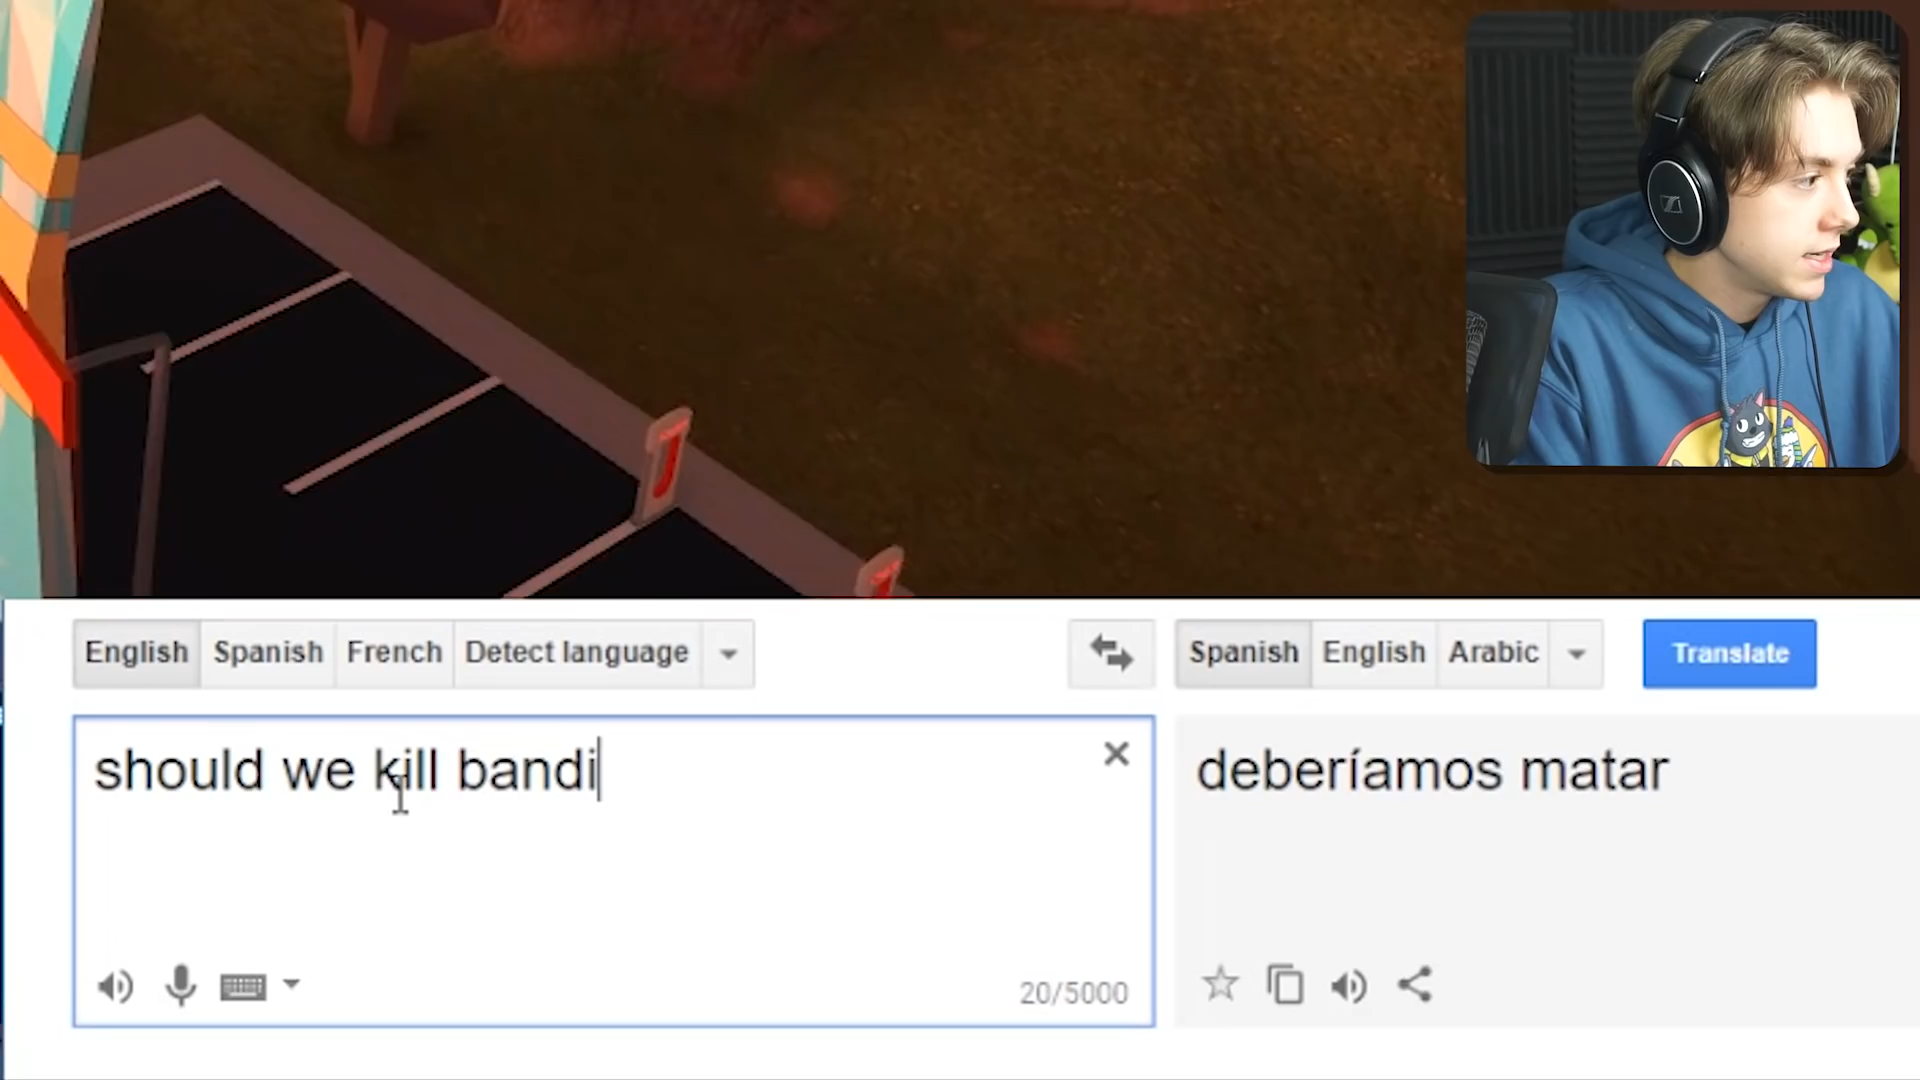 English Spanish French Detect language
Spanish English Arabic
Translate
should we kill bandi
deberíamos matar
20/5000